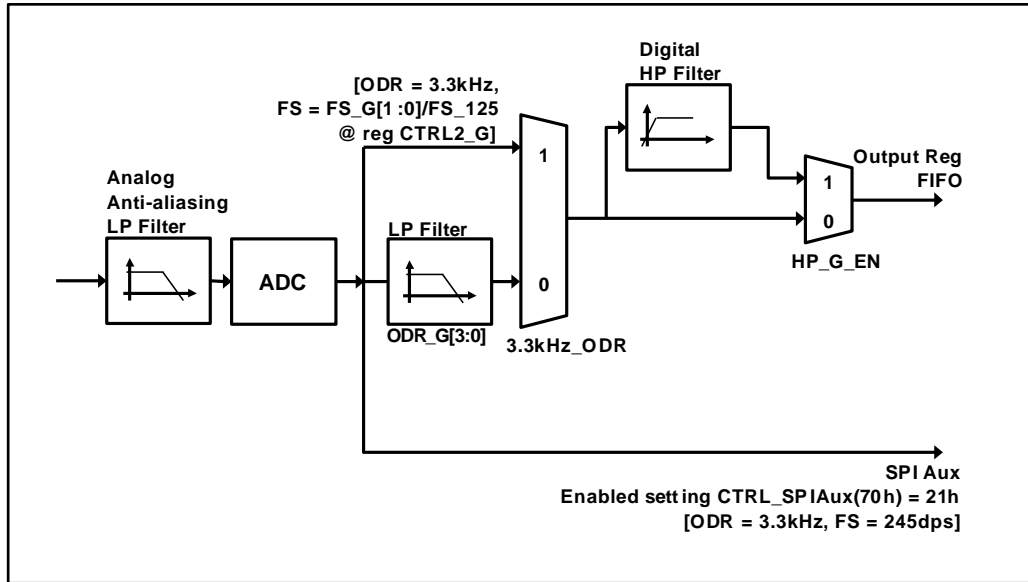 Digital
HP Filter
[ODR = 3.3kHz,
FS = FS_G[1:0]/FS_125
@ reg CTRL2_G]
1
Output Reg
FIFO
Analog
Anti-aliasing
LP Filter
1
LP Filter
0
HP_G_EN
ADC
0
ODR_G[3:0]
3.3kHz_ODR
SPI Aux
Enabled setting CTRL_SPIAux(70h) = 21h
[ODR = 3.3kHz, FS = 245dps]